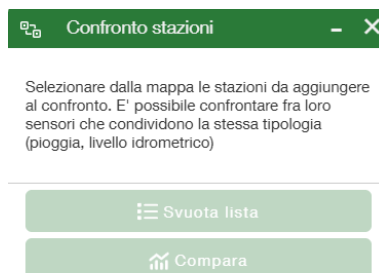 Confronto stazioni
Selezionare dalla mappa le stazioni da aggiungere
al confronto. E' possibile confrontare fra loro
sensori che condividono la stessa tipologia
(pioggia, livello idrometrico)
Svuota lista
Compara